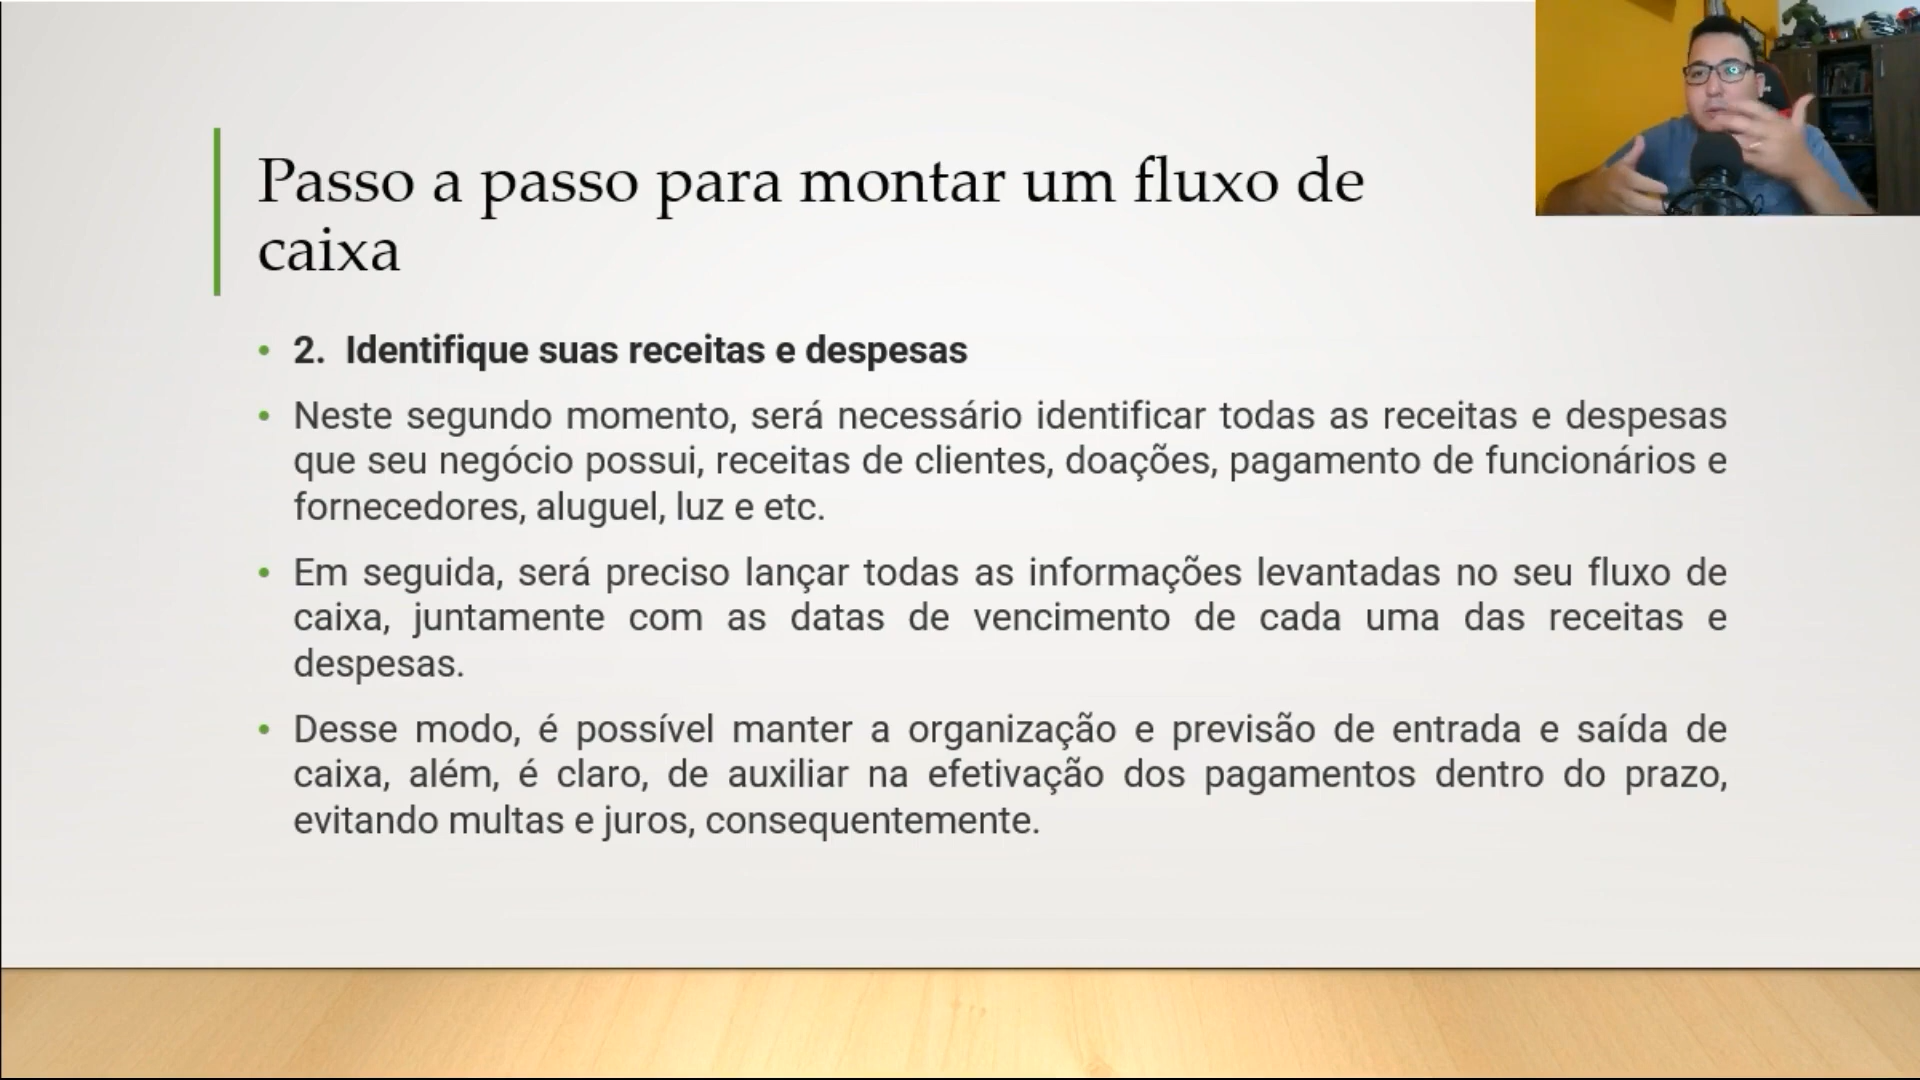 Passo a passo para montar um fluxo de
caixa
• 2. Identifique suas receitas e despesas
• Neste segundo momento, será necessário identificar todas as receitas e despesas
que seu negócio possui, receitas de clientes, doações, pagamento de funcionários e
fornecedores, aluguel, luz e etc.
• Em seguida, será preciso lançar todas as informações levantadas no seu fluxo de
caixa, juntamente com as datas de vencimento de cada uma das receitas e
despesas.
• Desse modo, é possível manter a organização e previsão de entrada e saída de
caixa, além, é claro, de auxiliar na efetivação dos pagamentos dentro do prazo,
evitando multas e juros, consequentemente.